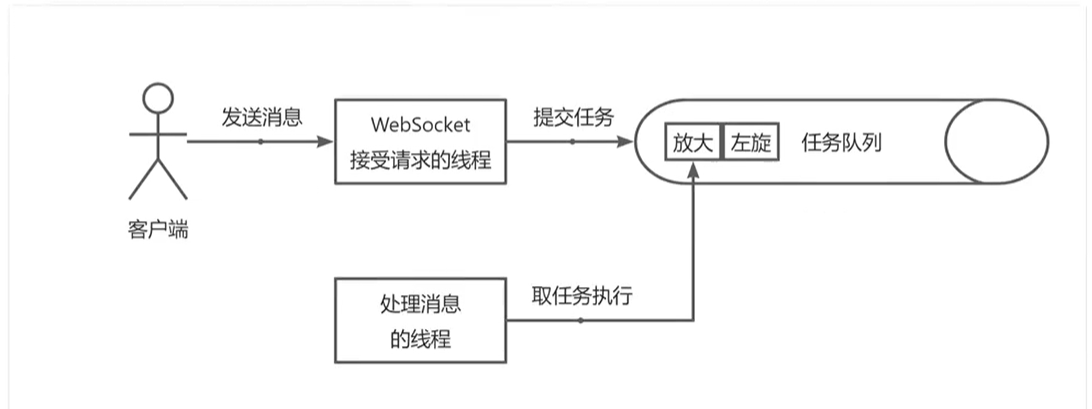 发送消息
WebSocket
接受请求的线程
提交任务
放大
左旋
任务队列
客户端
处理消息
的线程
取任务执行